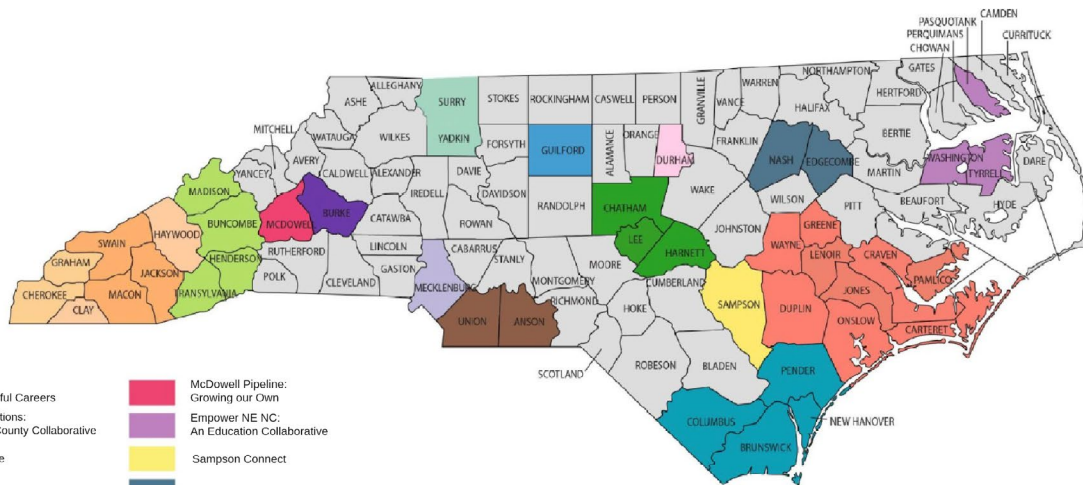 CAMDEN
PASQUOTANK
PERQUIMANS
CURRITUCK
CHOWAN
GATES
NORTHAMPTON
ALLEGHANY
WARREN
HERTFORD
ASHE
SURRY
STOKES
ROCKINGHAM
CASWELL
PERSON
GRANVILLE
VANCE
HALIFAX
MITCHELL
WATAUGA
WILKES
YADKIN
FORSYTH
GUILFORD
ALAMANCE
ORANGE
DURHAM
FRANKLIN
NASH
EDGECOMBE
BERTIE
MARTIN
WASHINGTON
TYRRELL
DARE
AVERY
YANCEY
CALDWELL
ALEXANDER
IREDELL
DAVIE
DAVIDSON
RANDOLPH
CHATHAM
WAKE
WILSON
PITT
BEAUFORT
HYDE
MADISON
BUNCOMBE
MCDOWELL
BURKE
CATAWBA
ROWAN
LEE
HARNETT
JOHNSTON
GREENE
WAYNE
LENOIR
CRAVEN
PAMLICO
HAYWOOD
SWAIN
GRAHAM
JACKSON
HENDERSON
RUTHERFORD
POLK
CLEVELAND
LINCOLN
GASTON
CABARRUS
STANLY
MONTGOMERY
MOORE
CHEROKEE
CLAY
MACON
TRANSYLVANIA
MECKLENBURG
UNION
ANSON
RICHMOND
HOKE
CUMBERLAND
SAMPSON
DUPLIN
JONES
ONSLOW
CARTERET
SCOTLAND
ROBESON
BLADEN
PENDER
COLUMBUS
BRUNSWICK
NEW HANOVER
ful Careers
tions:
County Collaborative
e
McDowell Pipeline:
Growing our Own
Empower NE NC:
An Education Collaborative
Sampson Connect